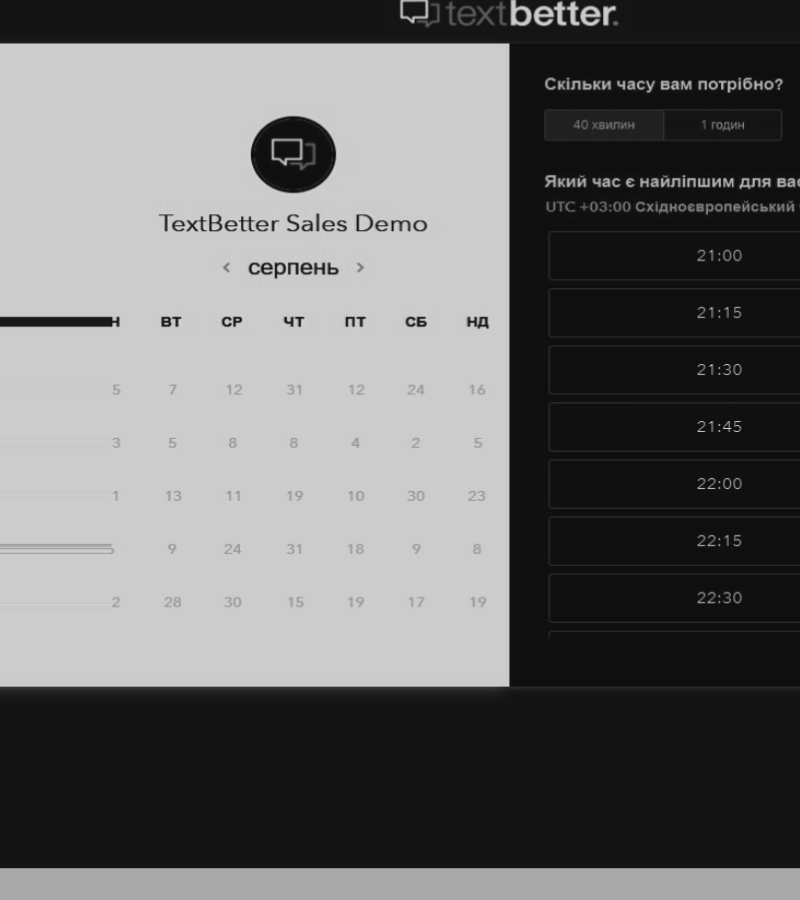 textbetter.
TextBetter Sales Demo
серпень
ВТ СР ЧТ ПТ СБ НД
5 7 12 31 12 24 16
3 5 8 8 4 2 5
1 13 11 19 10 30 23
9 24 31 18 9 8
2 28 30 15 19 17 19
Скільки часу вам потрібно?
40 хвилин 1 годин
Який час є найліпшим для вас
UTC +03:00 Східноєвропейський
21:00
21:15
21:30
21:45
22:00
22:15
22:30